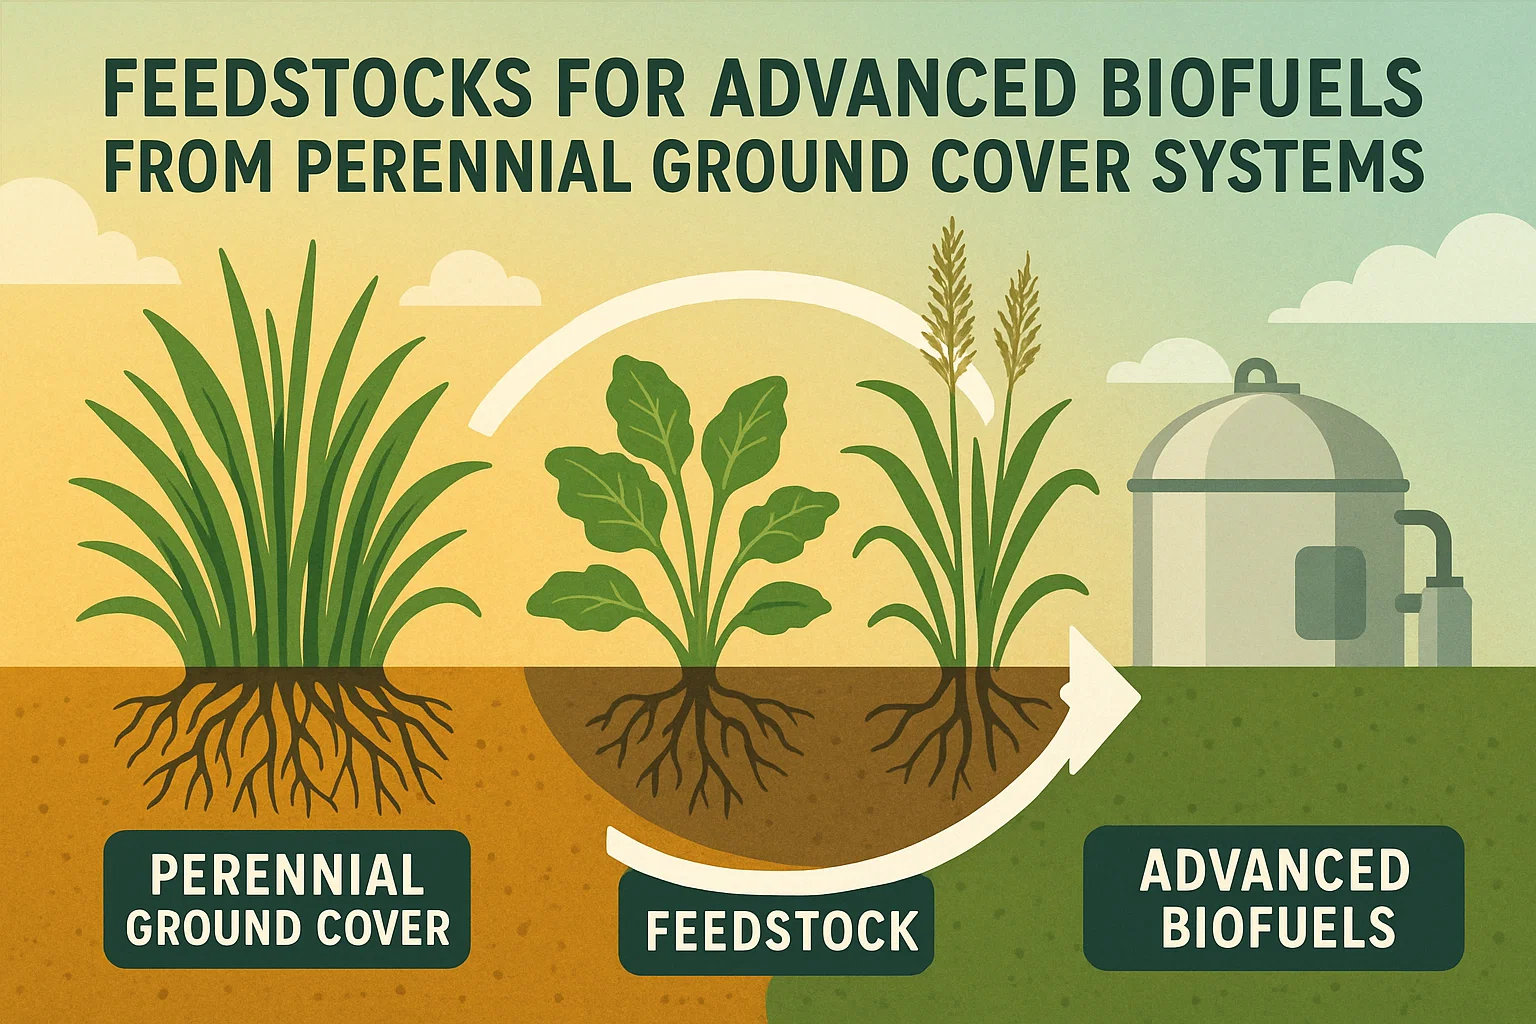 FEEDSTOCKS FOR ADVANCED BIOFUELS
FROM PERENNIAL GROUND COVER SYSTEMS
PERENNIAL
GROUND COVER
FEEDSTOCK
ADVANCED
BIOFUELS